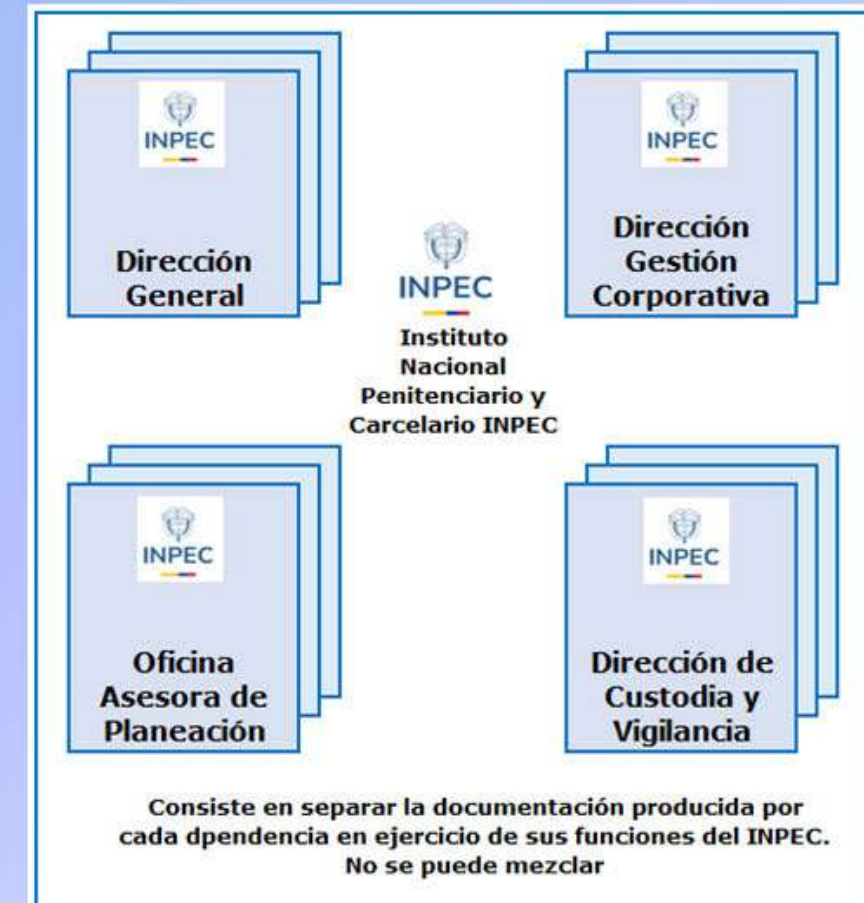 INPEC
Dirección
General
INPEC
Dirección
Gestión
Corporativa
INPEC
Instituto
Nacional
Penitenciario y
Carcelario INPEC
INPEC
Oficina
Asesora de
Planeación
INPEC
Dirección de
Custodia y
Vigilancia
Consiste en separar la documentación producida por
cada dpendencia en ejercicio de sus funciones del INPEC.
No se puede mezclar